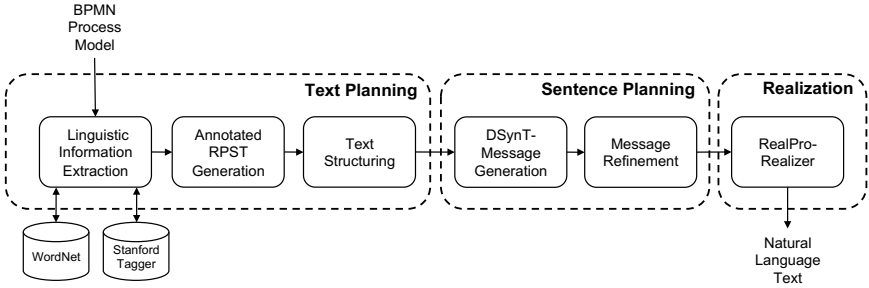 BPMN
Process
Model
Text Planning
Sentence Planning
Realization
Linguistic
Information
Extraction
Annotated
RPST
Generation
Text
Structuring
DSynT-
Message
Generation
Message
Refinement
RealPro-
Realizer
WordNet
Stanford
Tagger
Natural
Language
Text